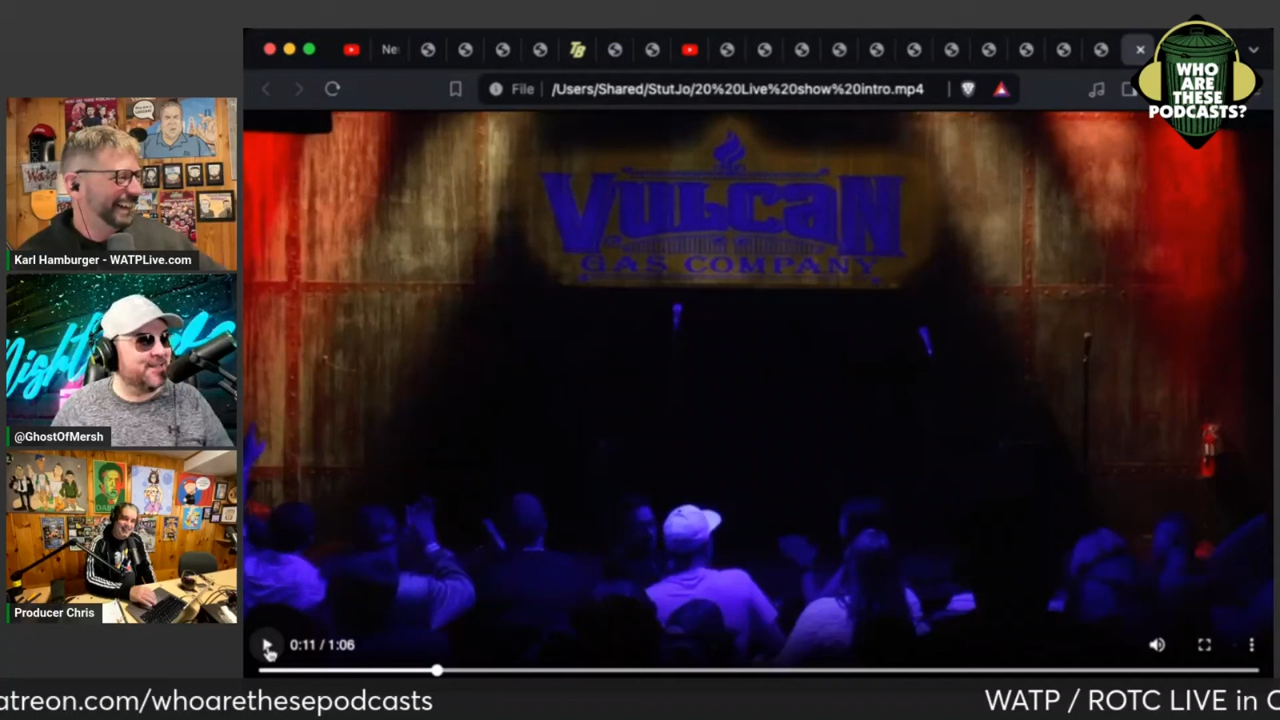 Ne
TB
File
/Users/Shared/StutJo/20%20Live%20show%20intro.mp4
WHO
ARE
THESE
PODCASTS?
VULCAN
GAS COMPANY
Karl Hamburger - WATPLive.com
@GhostOfMersh
Producer Chris
0:11 / 1:06
atreon.com/whoarethesepodcasts
WATP / ROTC LIVE in C